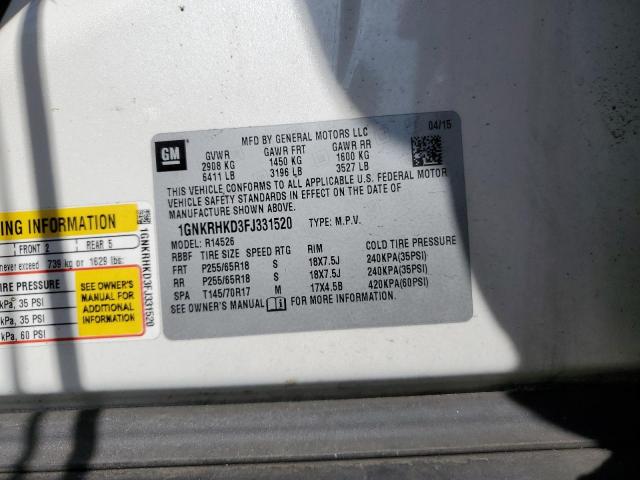 GM
MFD BY GENERAL MOTORS LLC
04/15
GVWR GAWR FRT GAWR RR
2908 KG 1450 KG 1600 KG
6411 LB 3196 LB 3527 LB
THIS VEHICLE CONFORMS TO ALL APPLICABLE U.S. FEDERAL MOTOR
VEHICLE SAFETY STANDARDS IN EFFECT ON THE DATE OF
MANUFACTURE SHOWN ABOVE.
1GNKRHKD3FJ331520 TYPE: M.P.V.
MODEL: R14526
RBBF TIRE SIZE SPEED RTG RIM COLD TIRE PRESSURE
FRT P255/65R18 S 18X7.5J 240KPA(35PSI)
RR P255/65R18 S 18X7.5J 240KPA(35PSI)
SPA T145/70R17 M 17X4.5B 420KPA(60PSI)
SEE OWNER'S MANUAL FOR MORE INFORMATION.
ING INFORMATION
FRONT 2 REAR 5
never exceed 739 kg or 1629 lbs.
IRE PRESSURE
kPa, 35 PSI
kPa, 35 PSI
kPa, 60 PSI
SEE OWNER'S
MANUAL FOR
ADDITIONAL
INFORMATION
1GNKRHKD3FJ331520